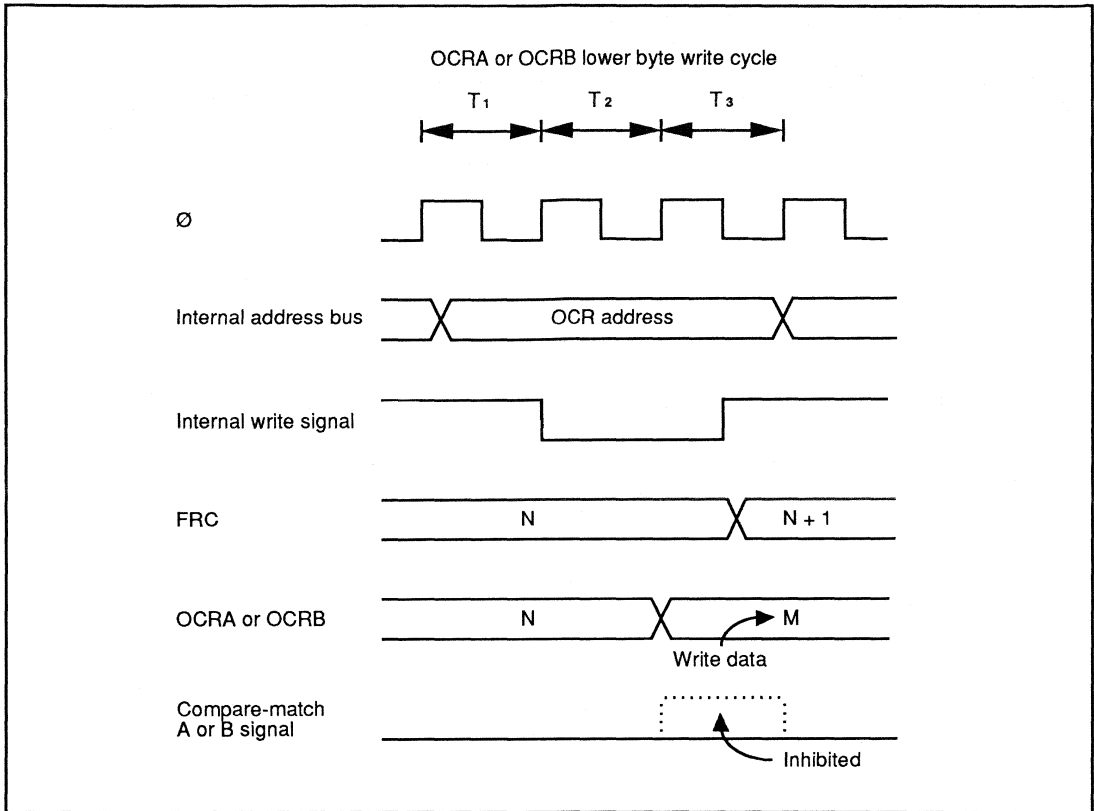 OCRA or OCRB lower byte write cycle
T1 T2 T3
Ø
Internal address bus OCR address
Internal write signal
FRC N N + 1
OCRA or OCRB N M
Write data
Compare-match
A or B signal
Inhibited